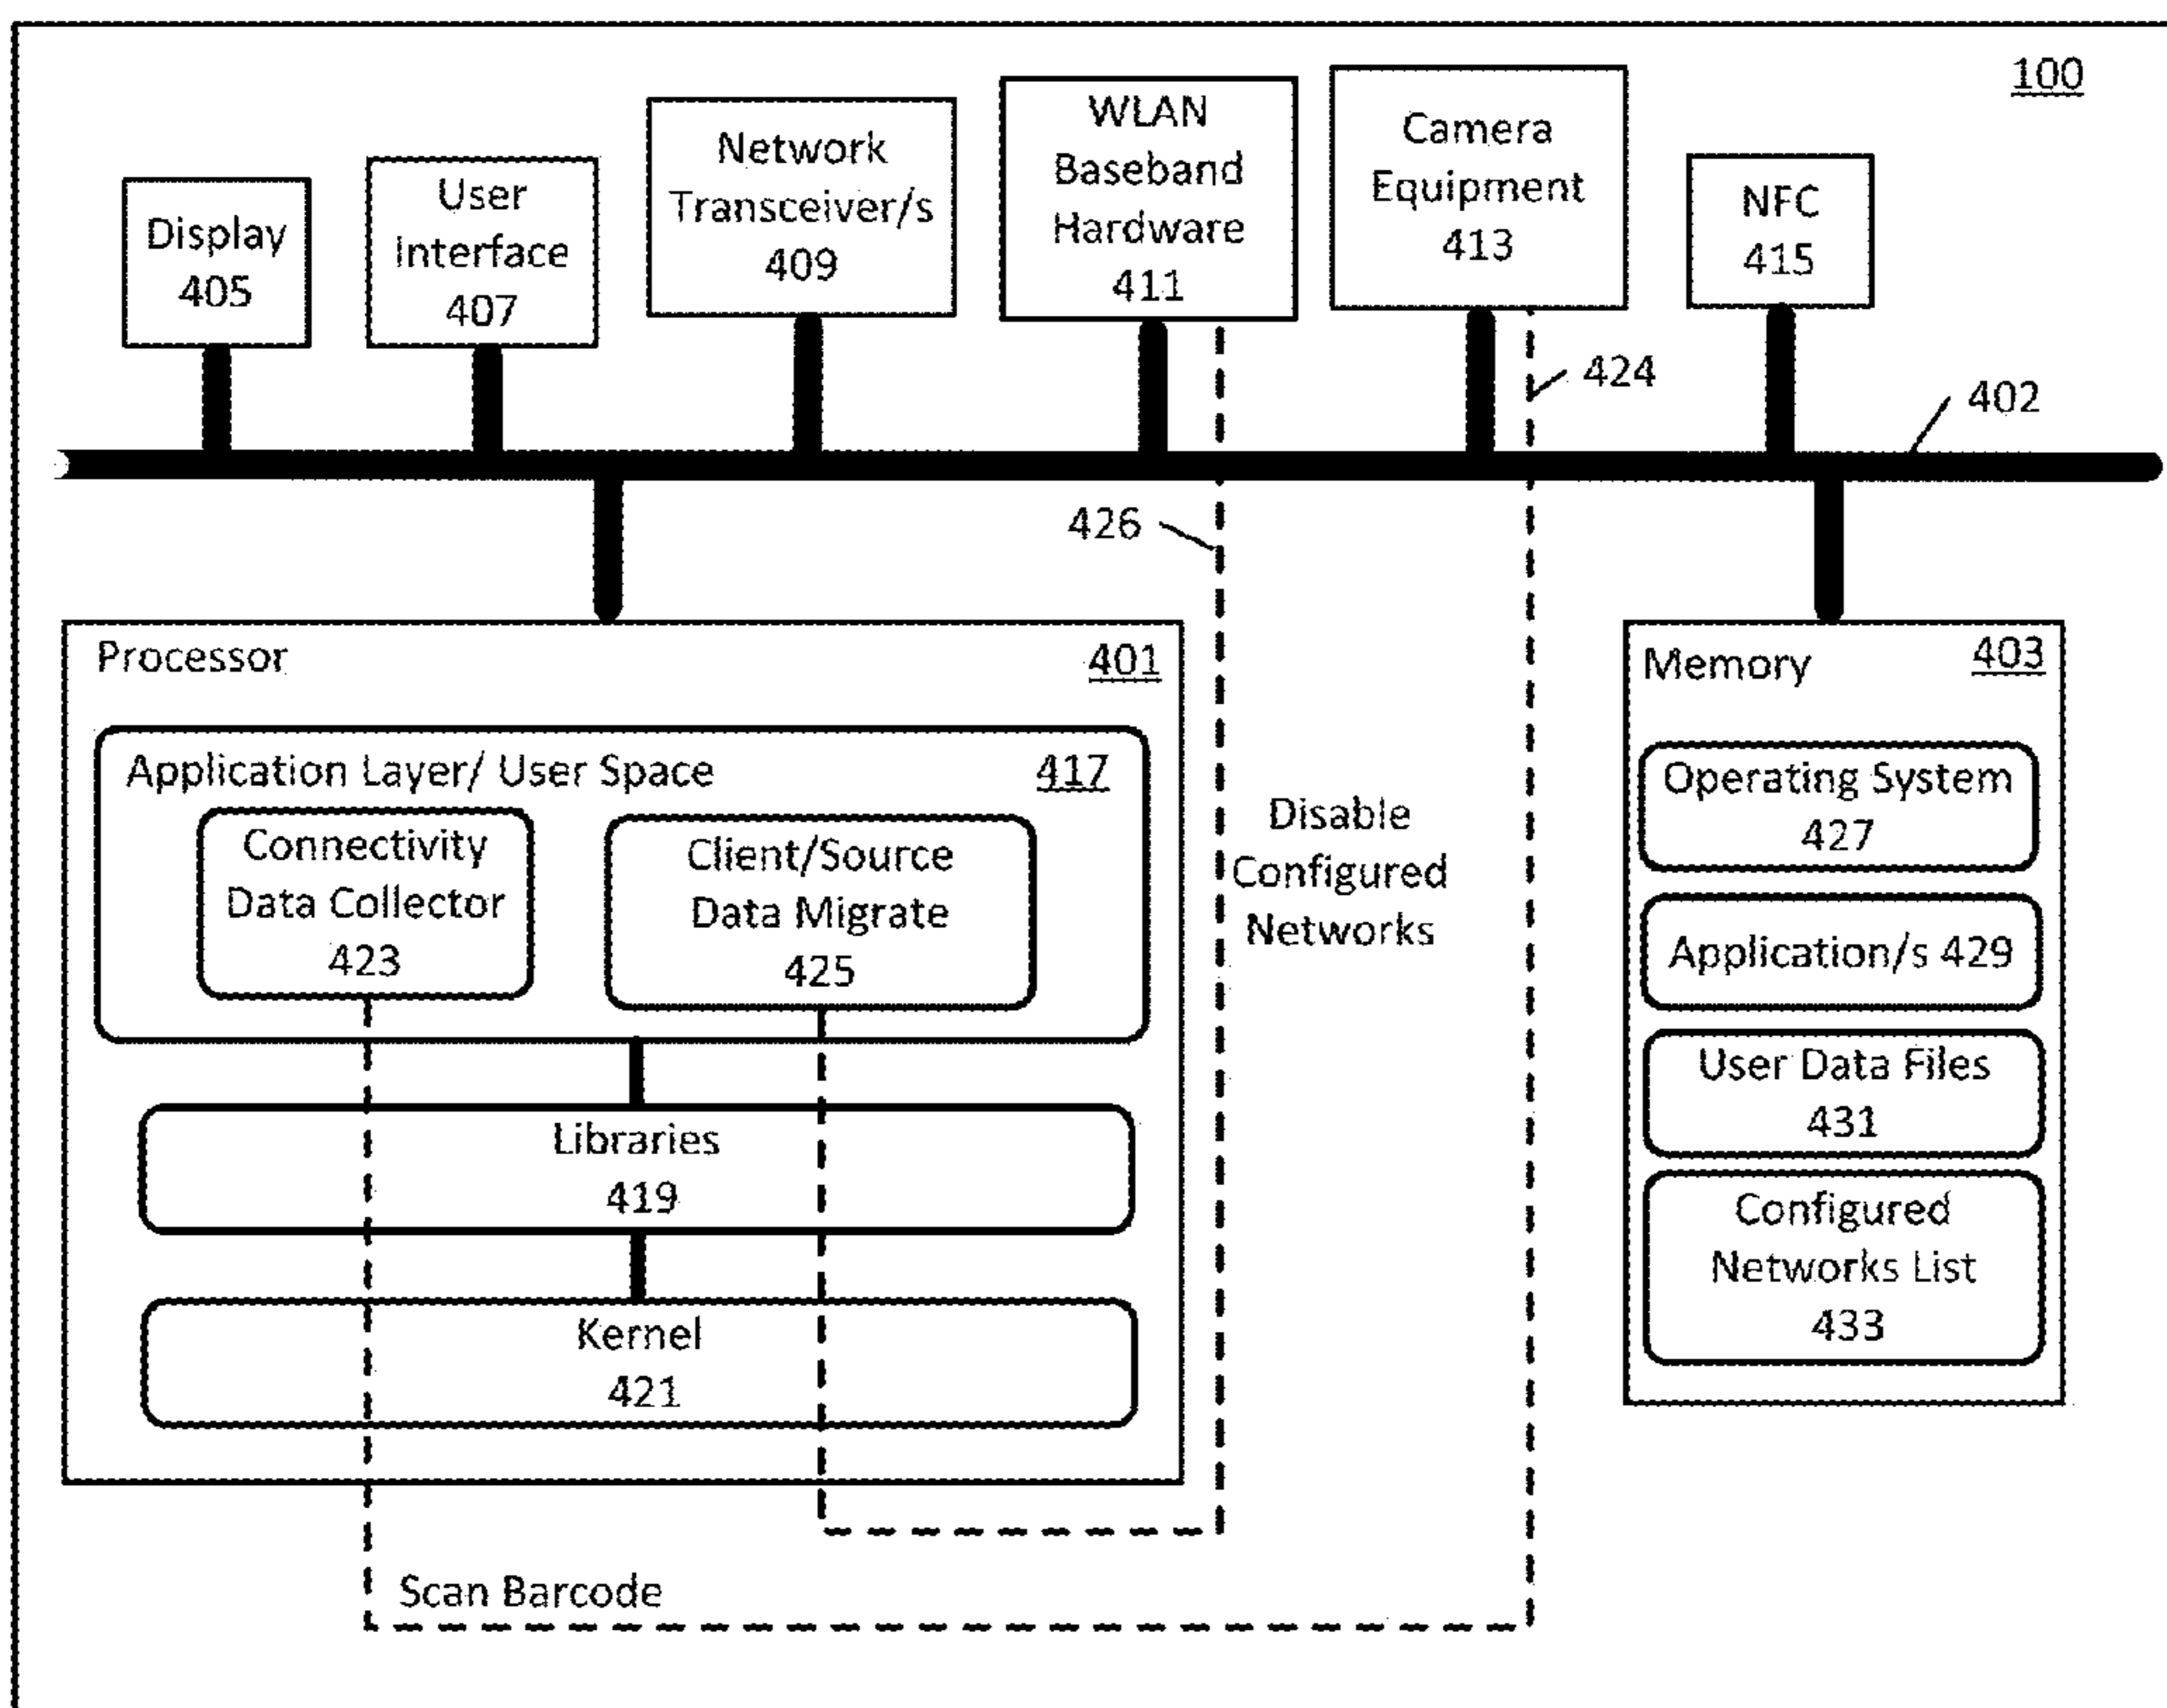 100
Display
405
User
Interface
407
Network
Transceiver/s
409
WLAN
Baseband
Hardware
411
Camera
Equipment
413
NFC
415
424
402
426
Processor
401
Application Layer/ User Space
417
Connectivity
Data Collector
423
Client/Source
Data Migrate
425
Libraries
419
Kernel
421
Disable
Configured
Networks
Scan Barcode
Memory
403
Operating System
427
Application/s 429
User Data Files
431
Configured
Networks List
433